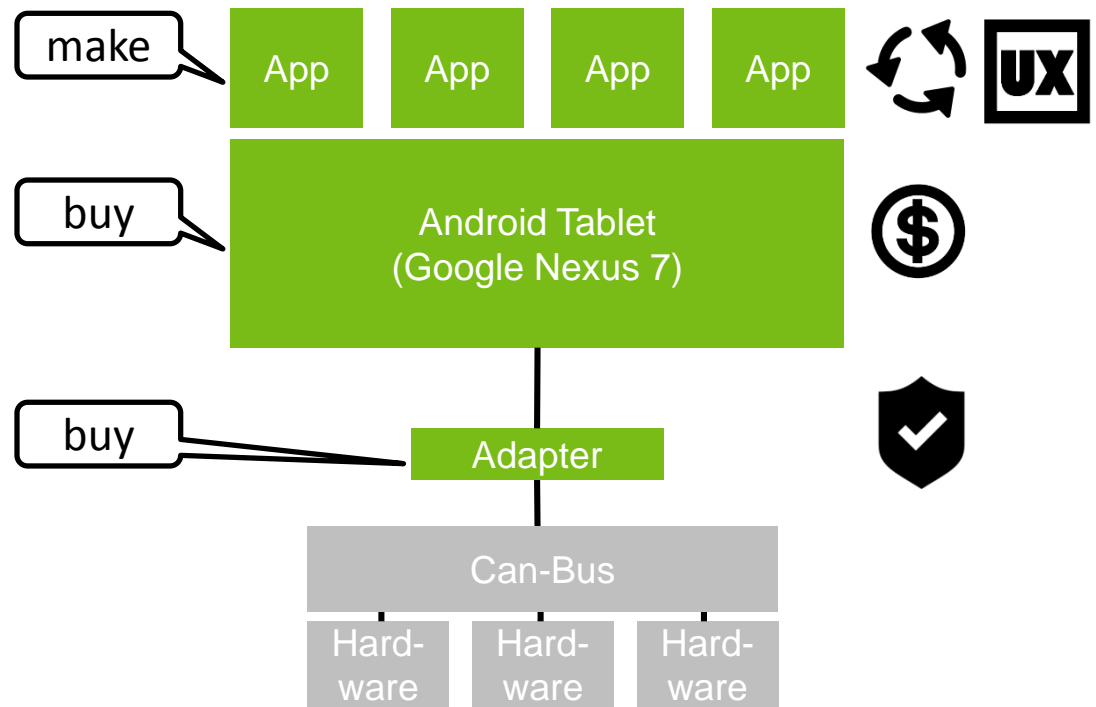 make
App App App App
UX
buy
Android Tablet
(Google Nexus 7)
$
buy
Adapter
Can-Bus
Hard- Hard- Hard-
ware ware ware